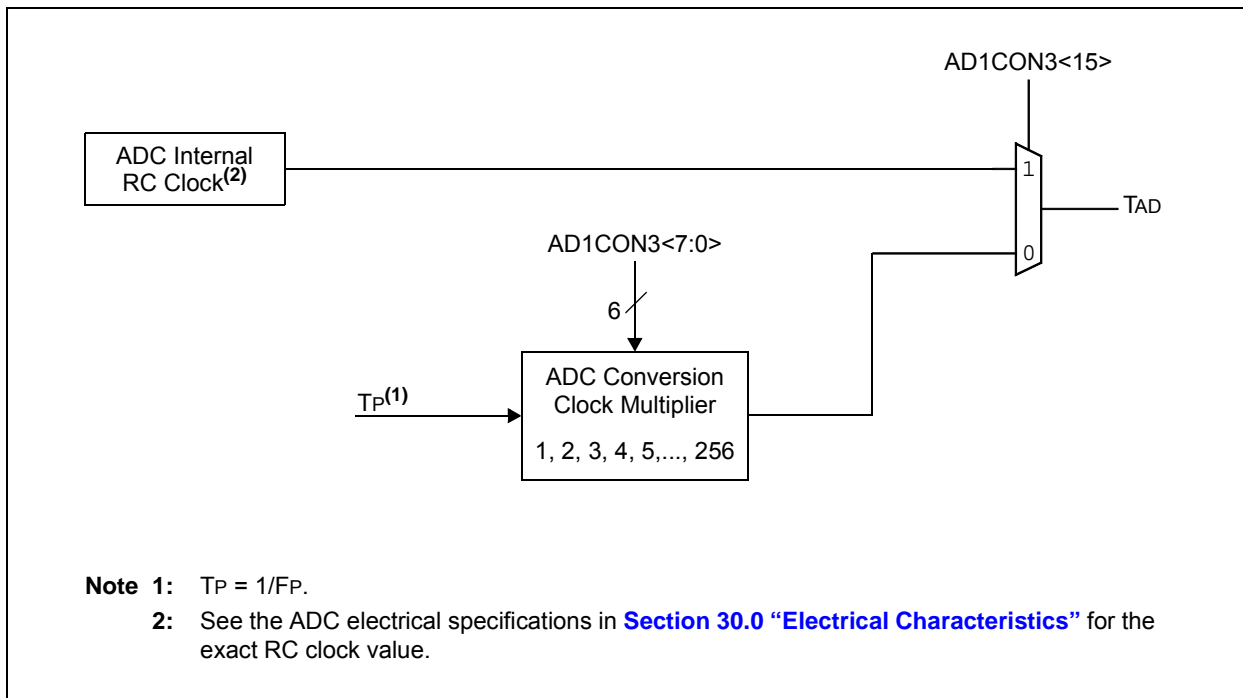 AD1CON3<15>
ADC Internal
RC Clock(2)
1
TAD
AD1CON3<7:0>
0
6
ADC Conversion
Clock Multiplier
TP(1)
1, 2, 3, 4, 5,..., 256
Note 1: TP = 1/FP.
2: See the ADC electrical specifications in Section 30.0 “Electrical Characteristics” for the
exact RC clock value.